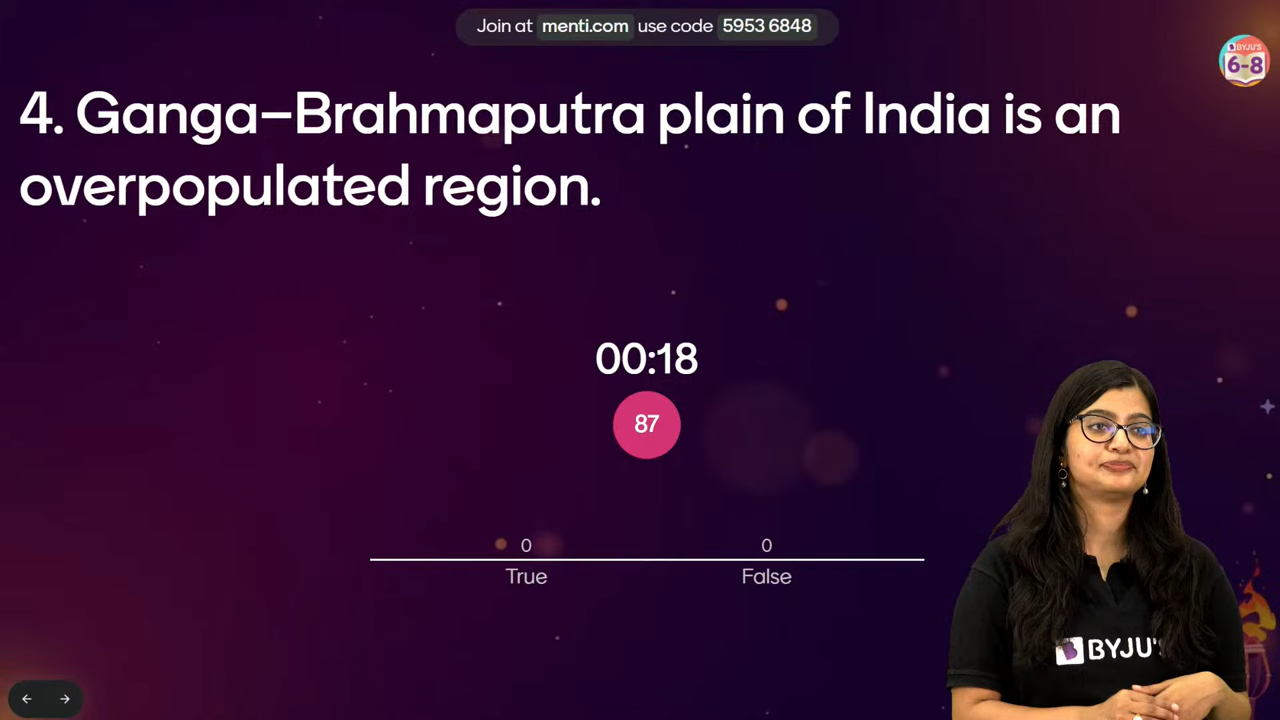 Join at menti.com use code 5953 6848
BYJU'S
6-8
4. Ganga–Brahmaputra plain of India is an
overpopulated region.
00:18
87
0 0
True False
BYJU'S